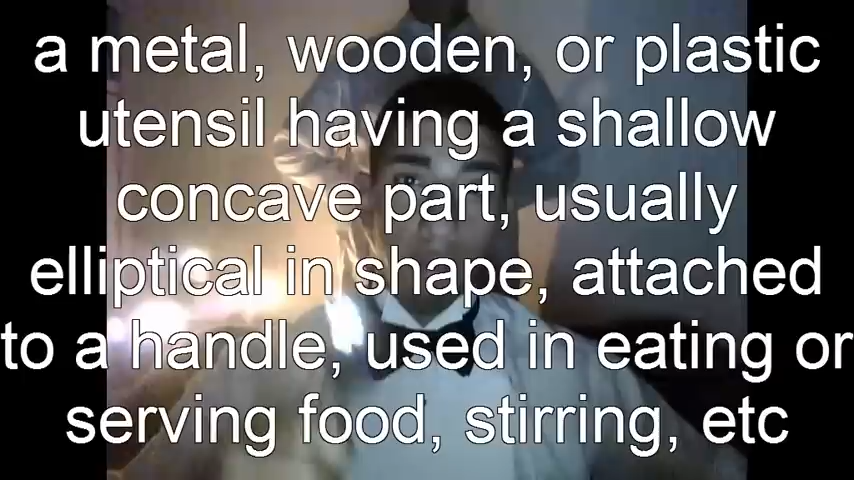 a metal, wooden, or plastic
utensil having a shallow
concave part, usually
elliptical in shape, attached
to a handle, used in eating or
serving food, stirring, etc